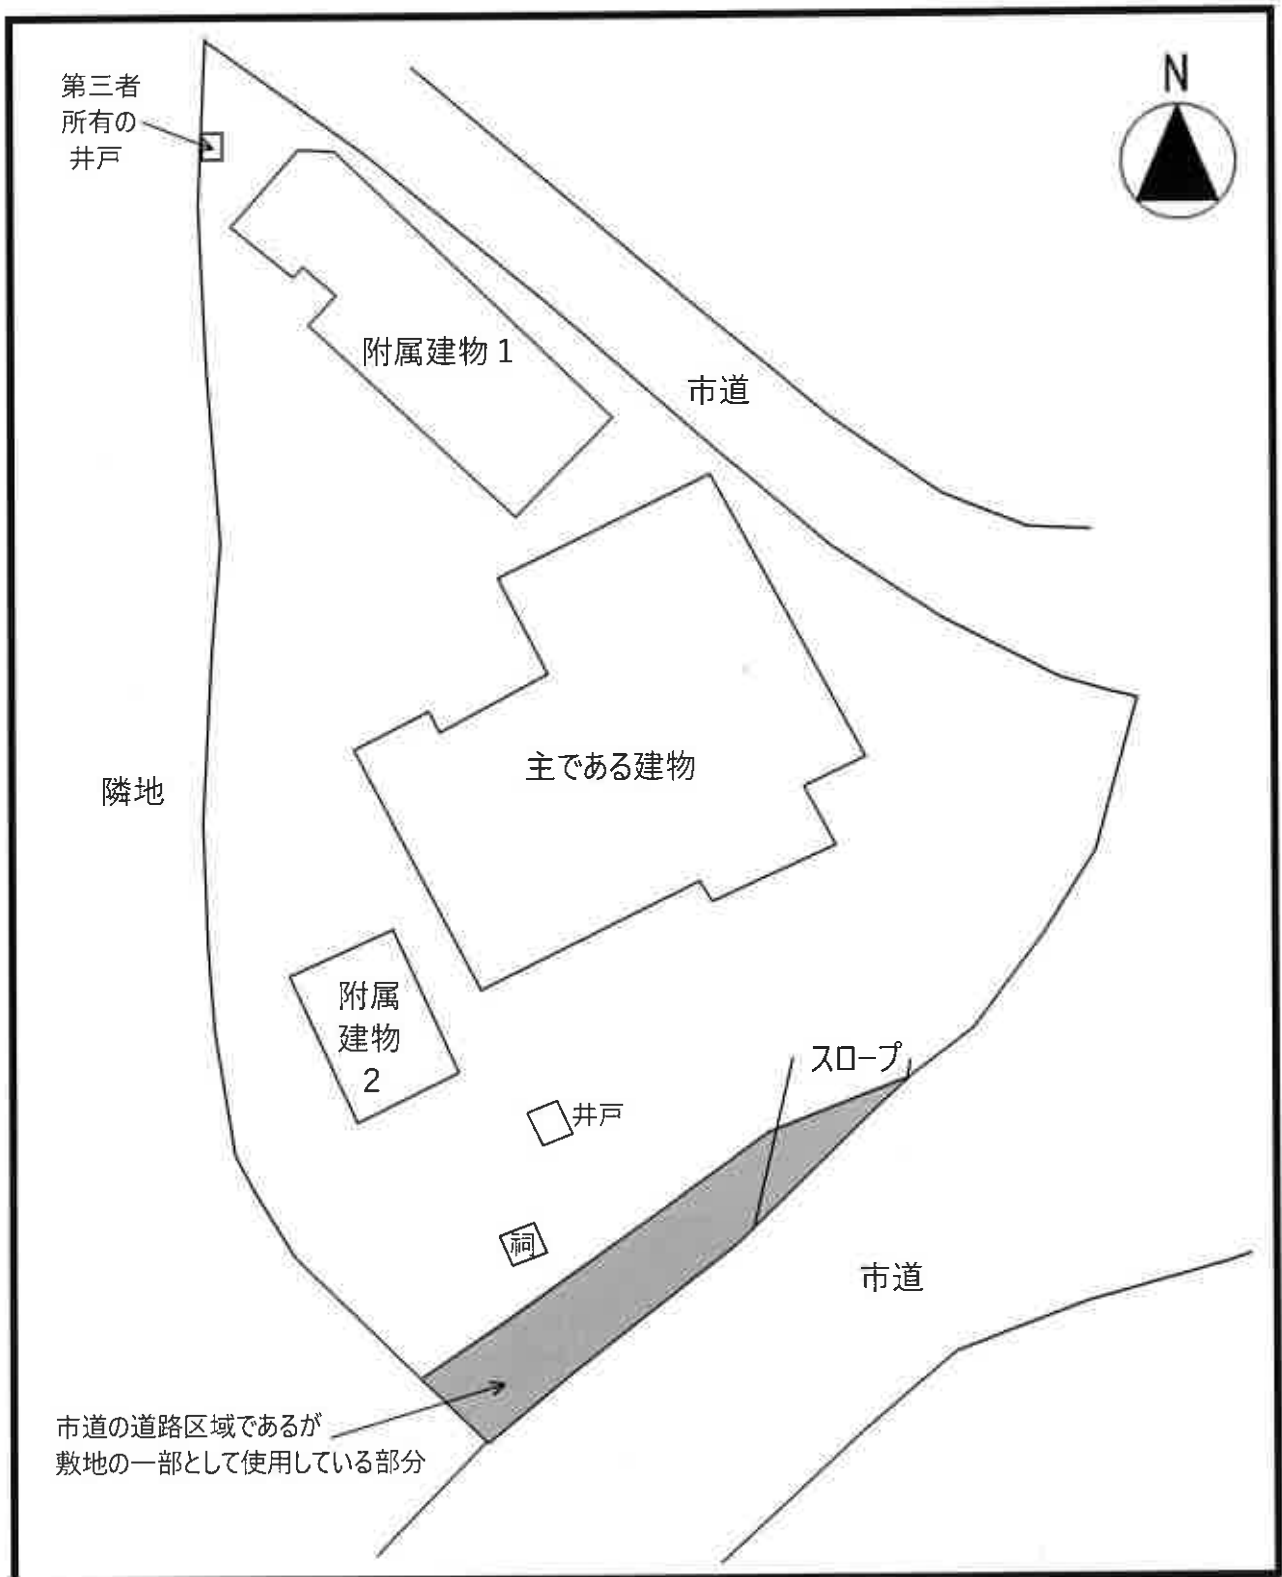 第三者
所有の
井戸
N
附属建物1
市道
主である建物
隣地
附属
建物
2
スロープ
井戸
祠
市道
市道の道路区域であるが
敷地の一部として使用している部分